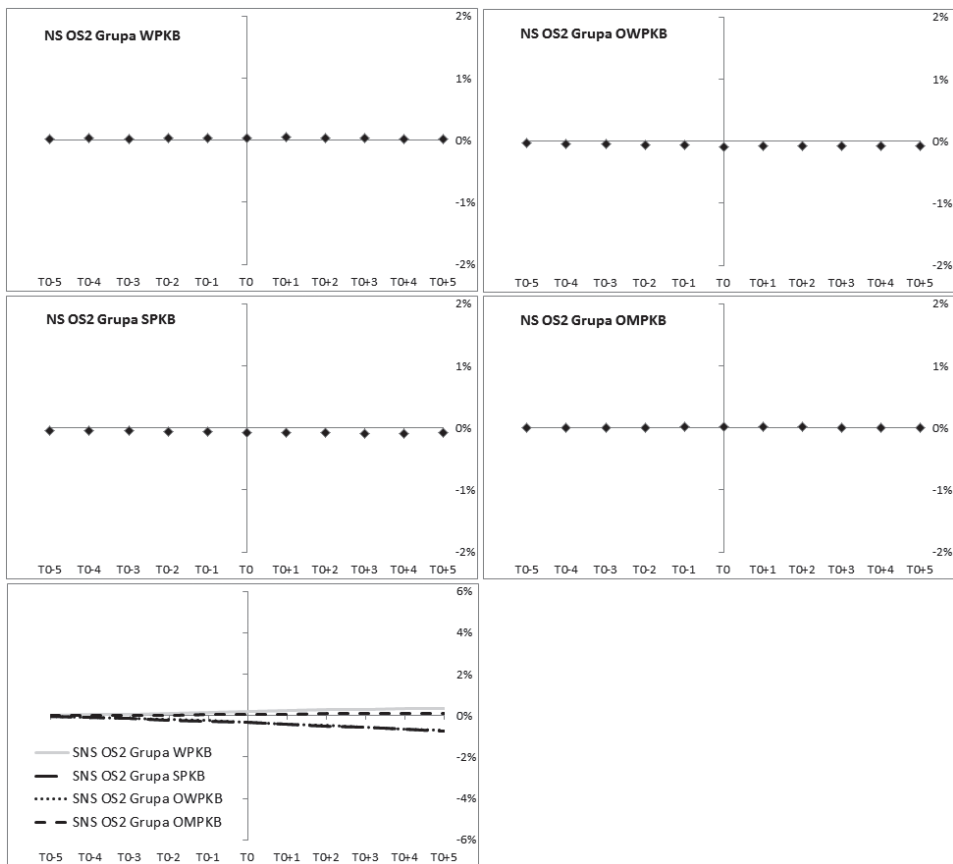 NS OS2 Grupa WPKB
2%
1%
0%
-1%
-2%
T0-5 T0-4 T0-3 T0-2 T0-1 T0 T0+1 T0+2 T0+3 T0+4 T0+5
NS OS2 Grupa OWPKB
2%
1%
0%
-1%
-2%
T0-5 T0-4 T0-3 T0-2 T0-1 T0 T0+1 T0+2 T0+3 T0+4 T0+5
NS OS2 Grupa SPKB
2%
1%
0%
-1%
-2%
T0-5 T0-4 T0-3 T0-2 T0-1 T0 T0+1 T0+2 T0+3 T0+4 T0+5
NS OS2 Grupa OMPKB
2%
1%
0%
-1%
-2%
T0-5 T0-4 T0-3 T0-2 T0-1 T0 T0+1 T0+2 T0+3 T0+4 T0+5
6%
4%
2%
0%
-2%
-4%
-6%
SNS OS2 Grupa WPKB
SNS OS2 Grupa SPKB
SNS OS2 Grupa OWPKB
SNS OS2 Grupa OMPKB
T0-5 T0-4 T0-3 T0-2 T0-1 T0 T0+1 T0+2 T0+3 T0+4 T0+5